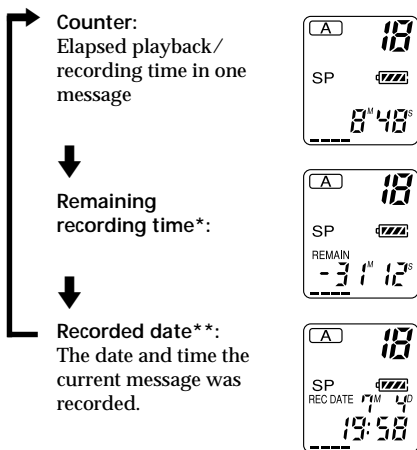 Counter:
Elapsed playback/
recording time in one
message
A 18
SP
8M48S
Remaining
recording time*:
A 18
SP
REMAIN
-31M12S
Recorded date**:
The date and time the
current message was
recorded.
A 18
SP
REC DATE 7M 4D
19:58